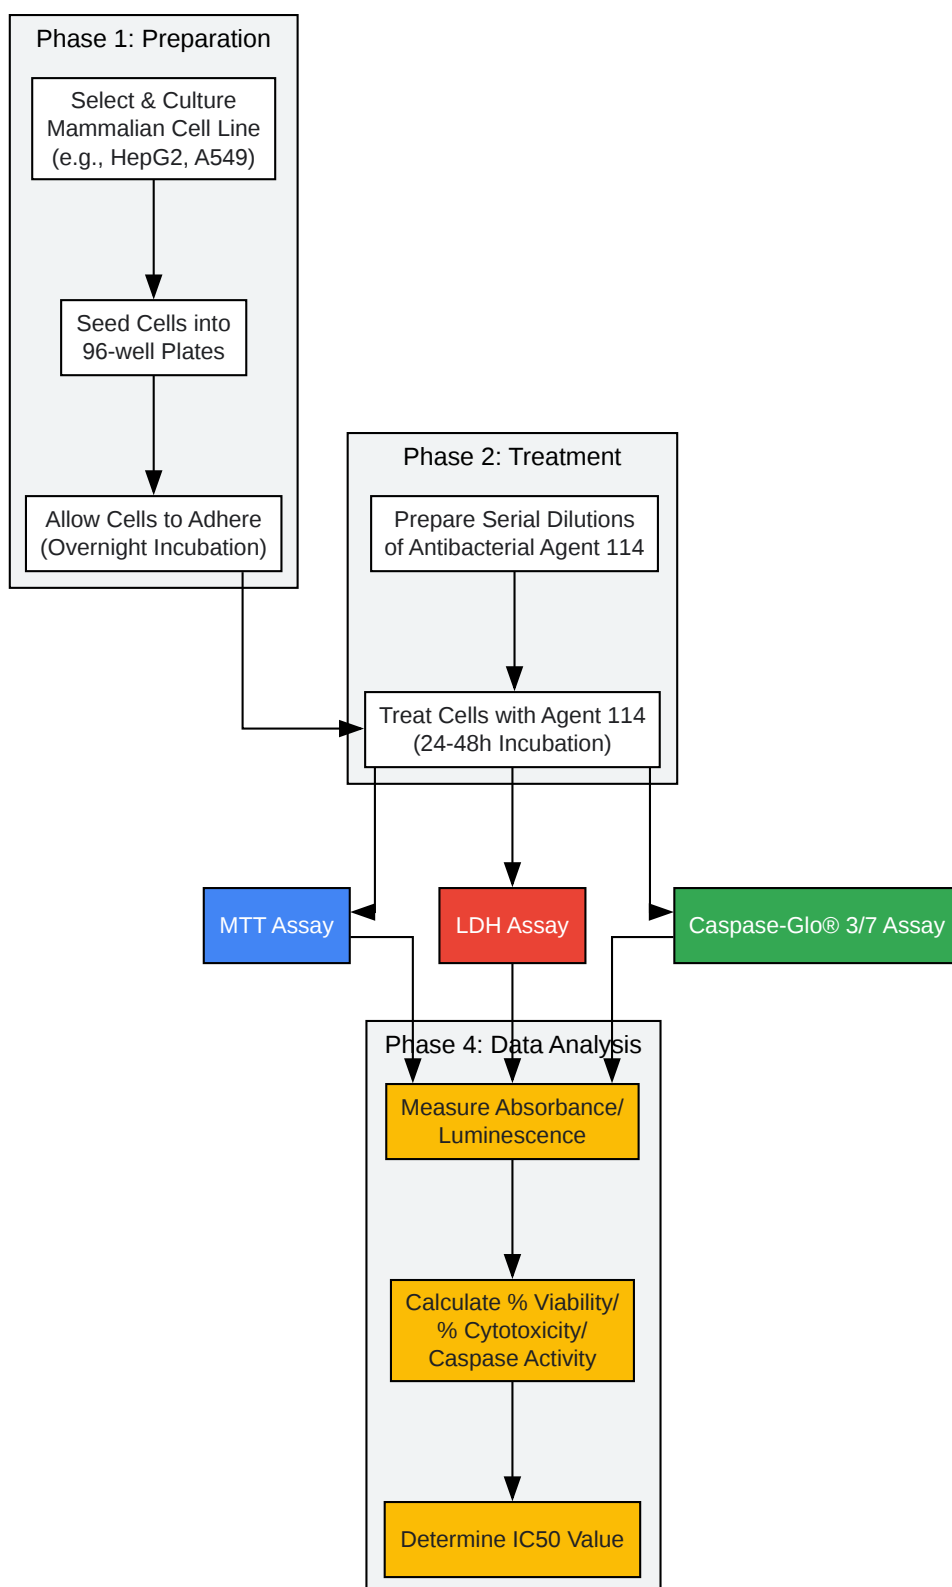 Phase 1: Preparation
Select & Culture
Mammalian Cell Line
(e.g., HepG2, A549)
Seed Cells into
96-well Plates
Allow Cells to Adhere
(Overnight Incubation)
Phase 2: Treatment
Prepare Serial Dilutions
of Antibacterial Agent 114
Treat Cells with Agent 114
(24-48h Incubation)
MTT Assay
LDH Assay
Caspase-Glo® 3/7 Assay
Phase 4: Data Analysis
Measure Absorbance/
Luminescence
Calculate % Viability/
% Cytotoxicity/
Caspase Activity
Determine IC50 Value